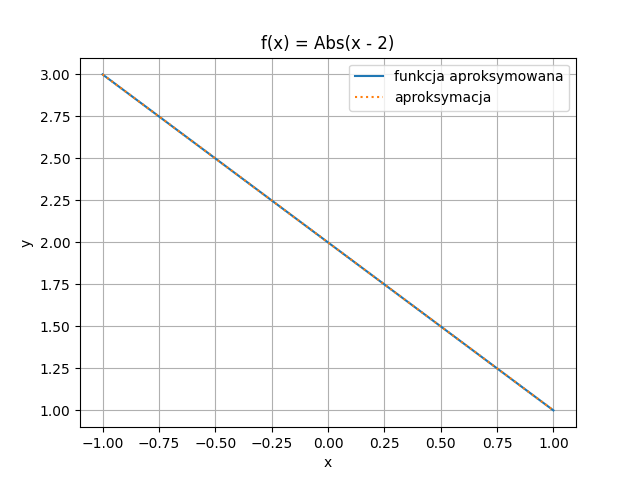 f(x) = Abs(x - 2)
funkcja aproksymowana
aproksymacja
3.00
2.75
2.50
2.25
2.00
1.75
1.50
1.25
1.00
y
−1.00 −0.75 −0.50 −0.25 0.00 0.25 0.50 0.75 1.00
x